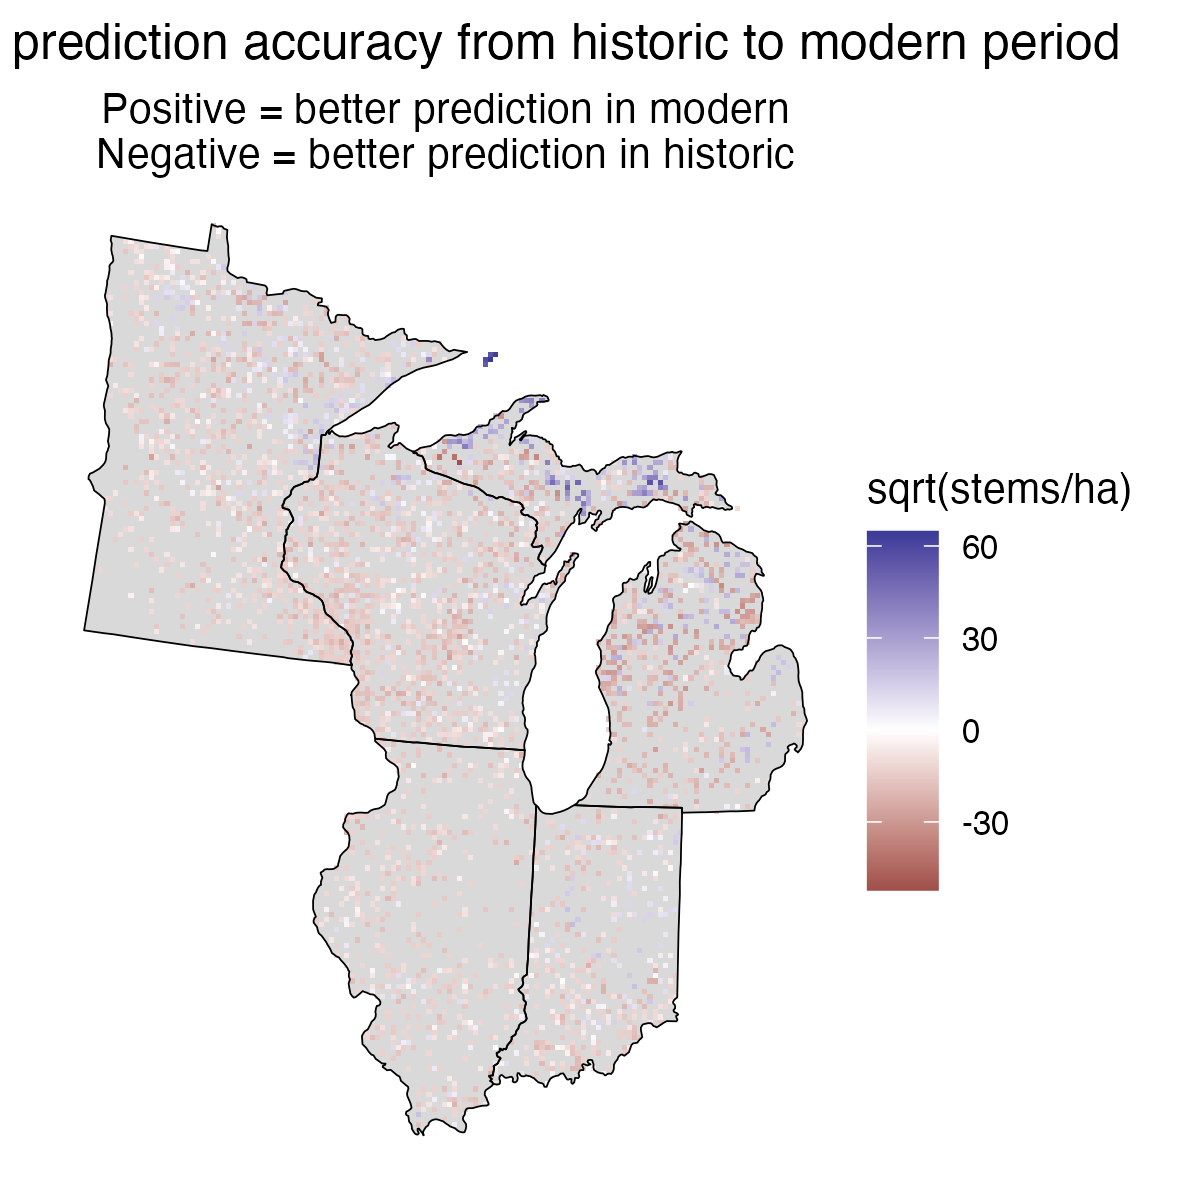 prediction accuracy from historic to modern period
Positive = better prediction in modern
Negative = better prediction in historic
sqrt(stems/ha)
60
30
0
-30